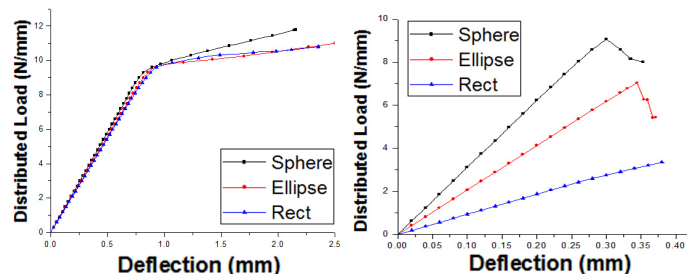 Distributed Load (N/mm)
12
10
8
6
4
2
0
0.0 0.5 1.0 1.5 2.0 2.5
Deflection (mm)
Sphere
Ellipse
Rect
Distributed Load (N/mm)
10
8
6
4
2
0
0.00 0.05 0.10 0.15 0.20 0.25 0.30 0.35 0.40
Deflection (mm)
Sphere
Ellipse
Rect